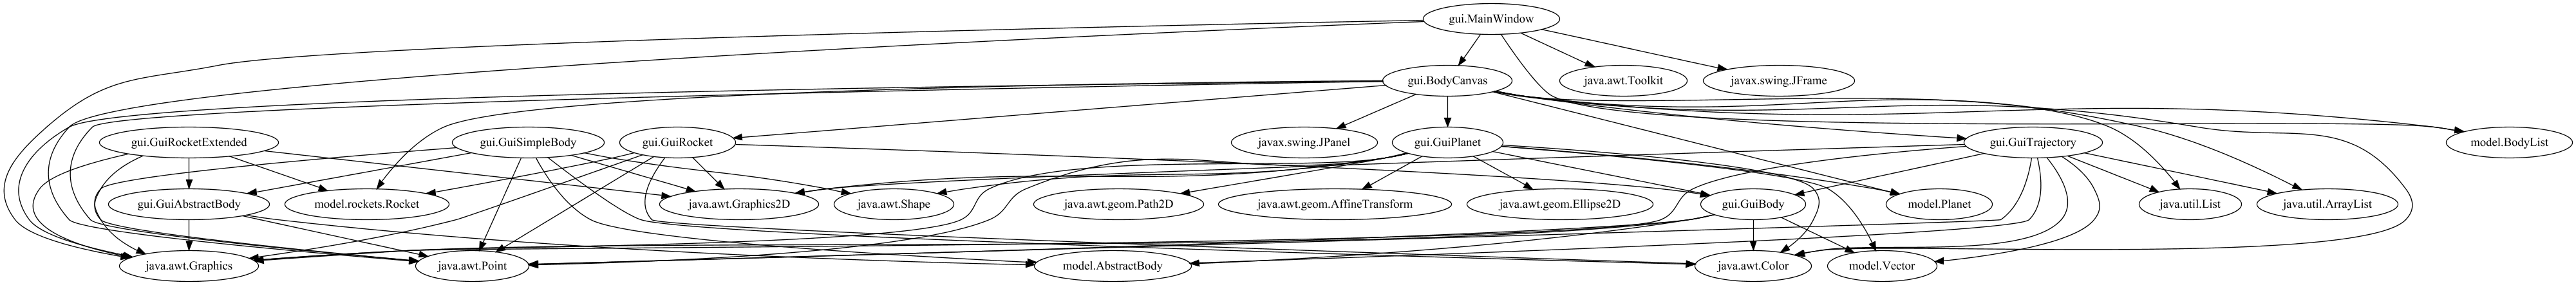 gui.MainWindow
gui.BodyCanvas
java.awt.Toolkit
javax.swing.JFrame
gui.GuiRocketExtended
gui.GuiSimpleBody
gui.GuiRocket
javax.swing.JPanel
gui.GuiPlanet
gui.GuiTrajectory
model.BodyList
gui.GuiAbstractBody
model.rockets.Rocket
java.awt.Graphics2D
java.awt.Shape
java.awt.geom.Path2D
java.awt.geom.AffineTransform
java.awt.geom.Ellipse2D
gui.GuiBody
model.Planet
java.util.List
java.util.ArrayList
java.awt.Graphics
java.awt.Point
model.AbstractBody
java.awt.Color
model.Vector